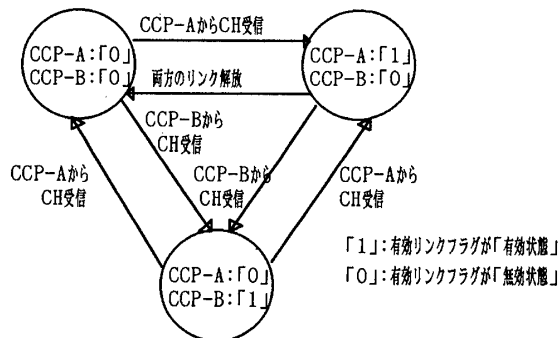 CCP-AからCH受信
CCP-A:「0」
CCP-B:「0」
CCP-A:「1」
CCP-B:「0」
両方のリンク解放
CCP-Bから
CH受信
CCP-Aから
CH受信
CCP-Bから
CH受信
CCP-Aから
CH受信
「1」:有効リンクフラグが「有効状態」
「0」:有効リンクフラグが「無効状態」
CCP-A:「0」
CCP-B:「1」